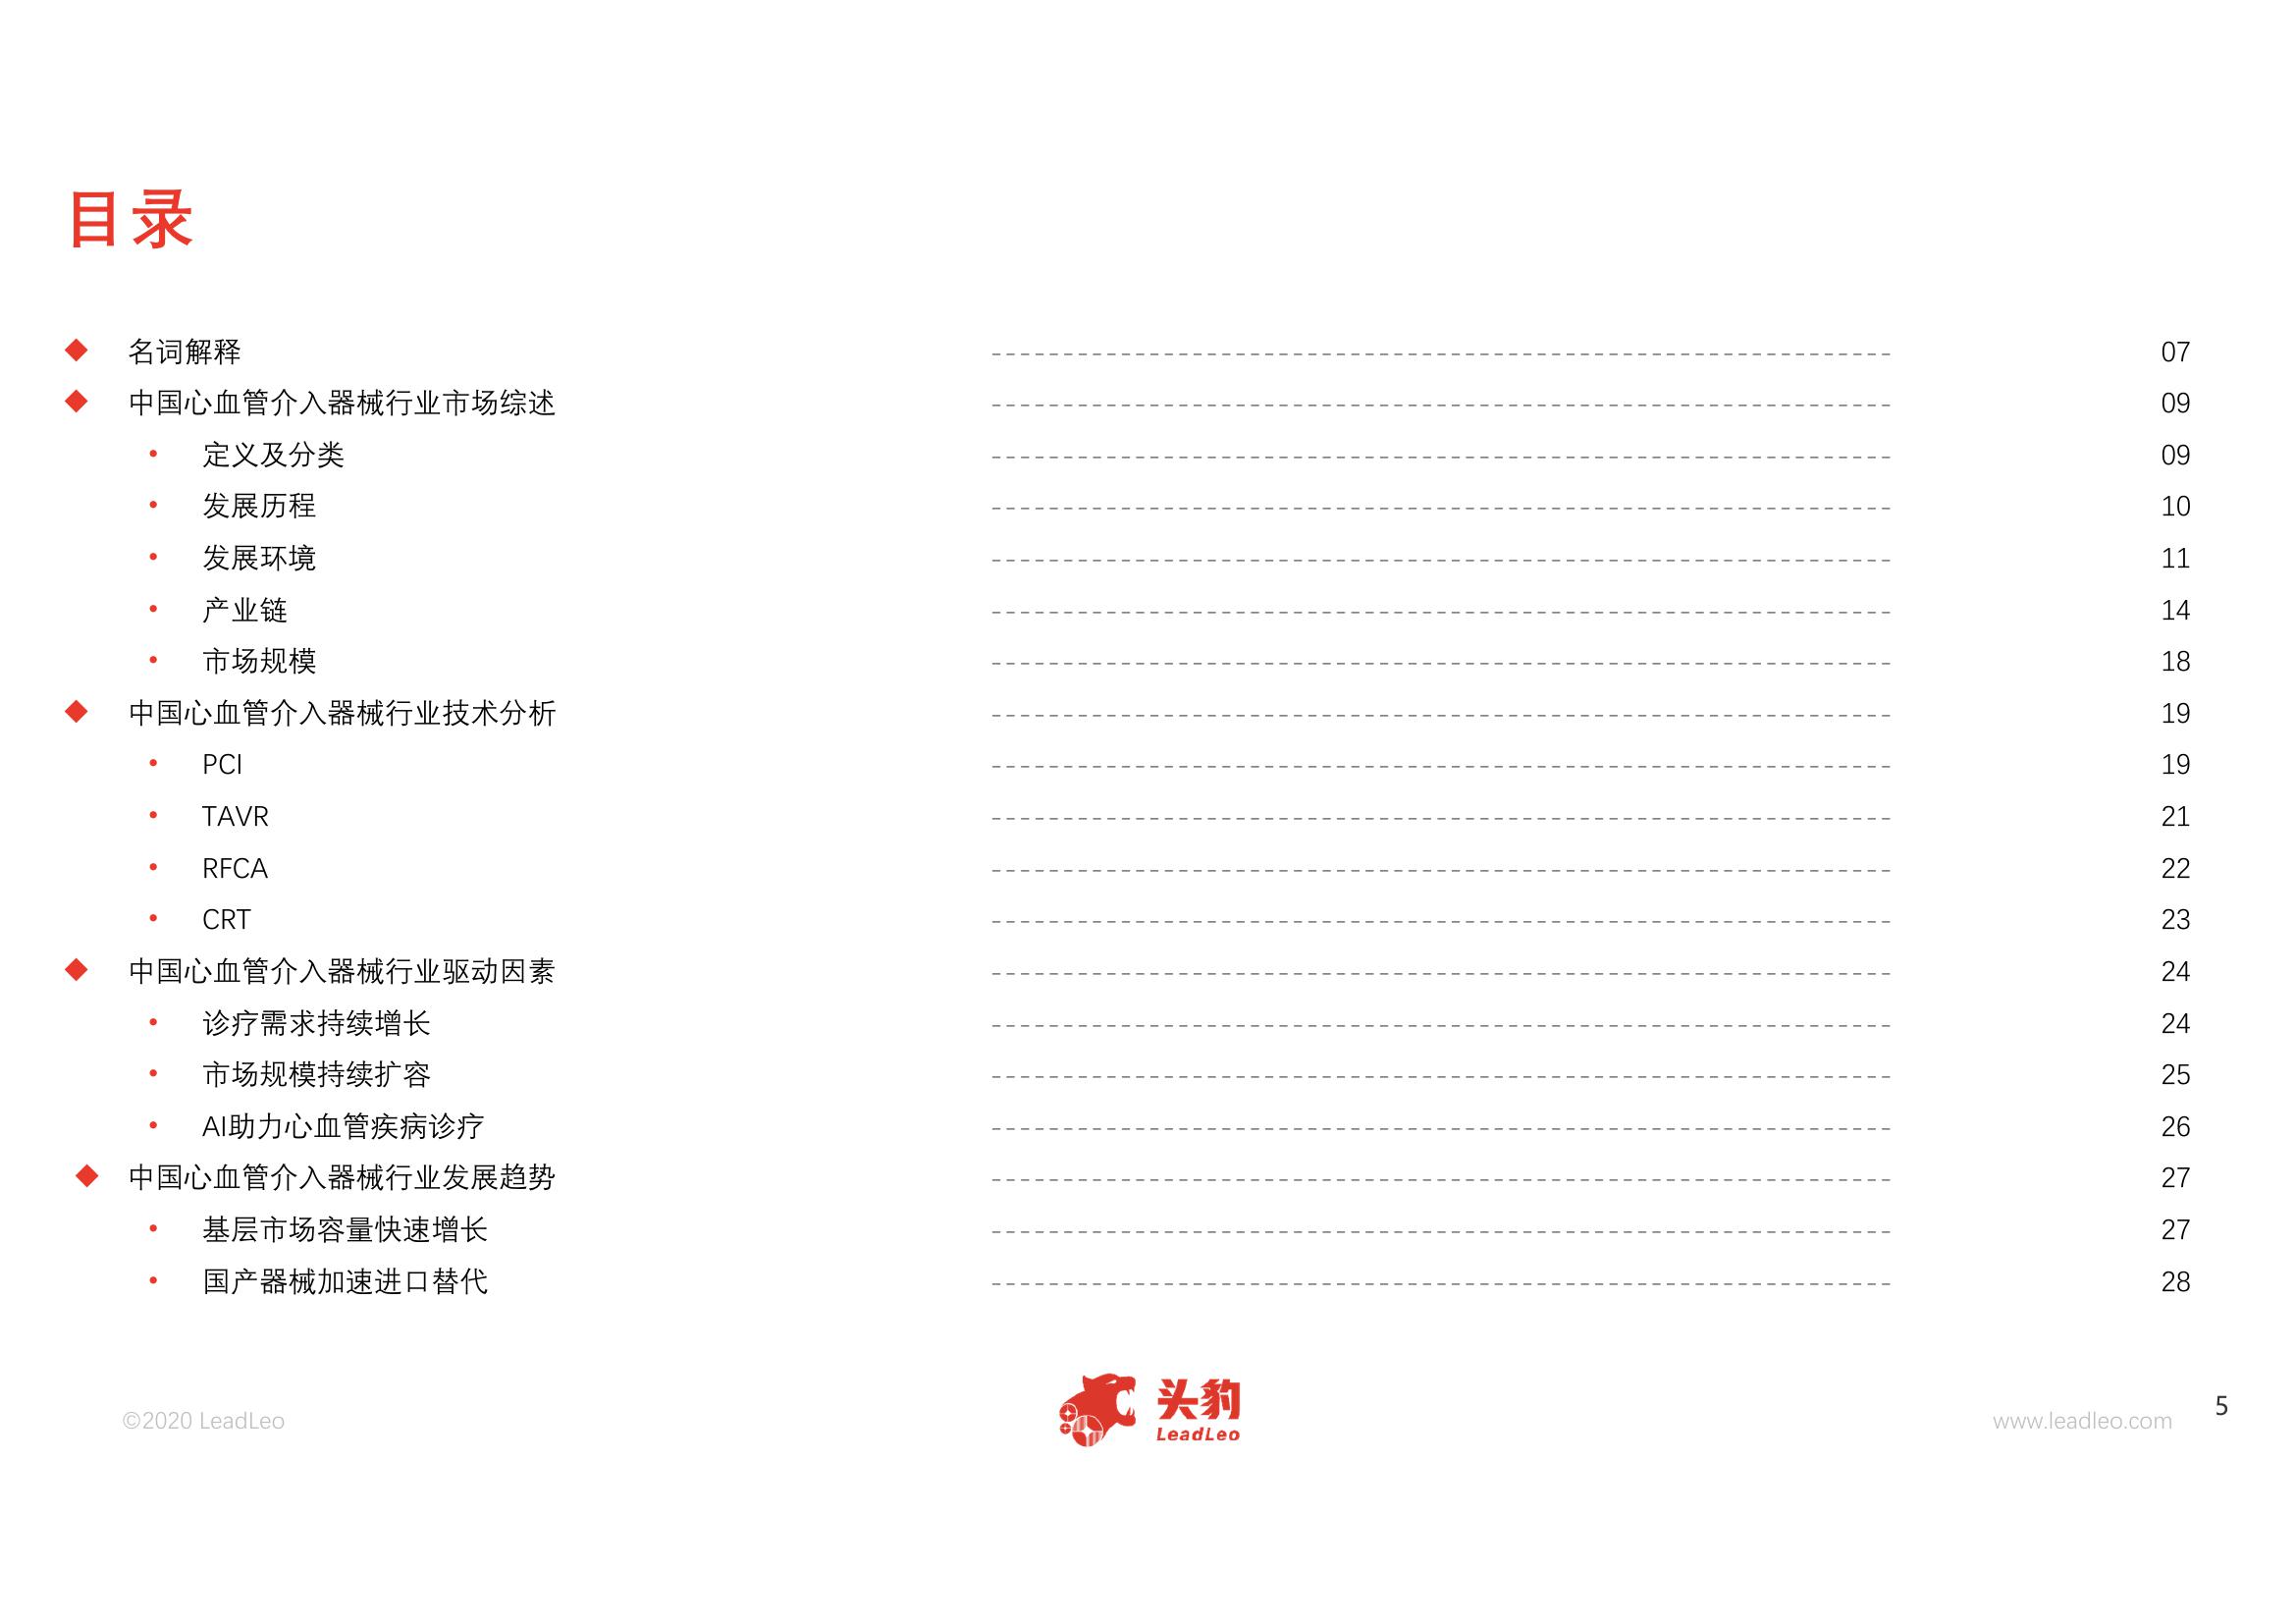 目录
名词解释 07
中国心血管介入器械行业市场综述 09
定义及分类 09
发展历程 10
发展环境 11
产业链 14
市场规模 18
中国心血管介入器械行业技术分析 19
PCI 19
TAVR 21
RFCA 22
CRT 23
中国心血管介入器械行业驱动因素 24
诊疗需求持续增长 24
市场规模持续扩容 25
AI助力心血管疾病诊疗 26
中国心血管介入器械行业发展趋势 27
基层市场容量快速增长 27
国产器械加速进口替代 28
©2020 LeadLeo
头豹
LeadLeo
www.leadleo.com
5